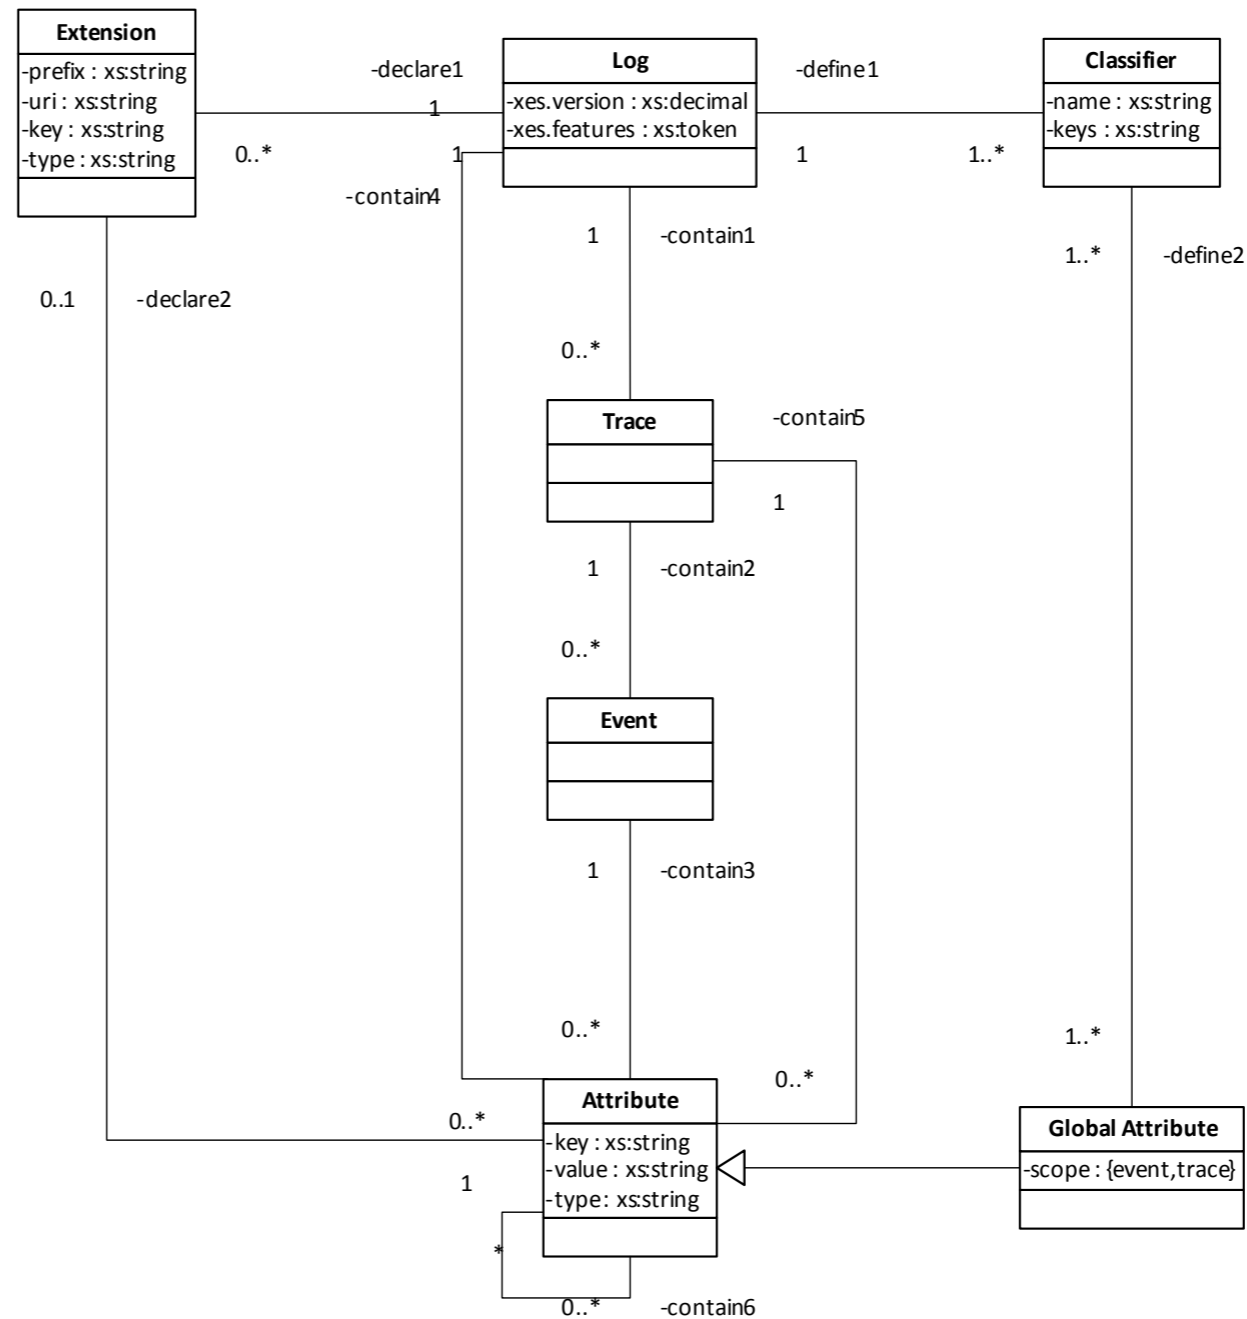 Extension
-prefix : xs:string
-uri : xs:string
-key : xs:string
-type : xs:string
-declare1
1
0..*
Log
-xes.version : xs:decimal
-xes.features : xs:token
-define1
1
1..*
Classifier
-name : xs:string
-keys : xs:string
1
-contain4
1
-contain1
0..*
1..*
-define2
0..1
-declare2
Trace
-contain5
1
1
-contain2
0..*
Event
1
-contain3
0..*
0..*
1..*
Attribute
-key : xs:string
-value : xs:string
-type : xs:string
0..*
1
*
0..*
-contain6
Global Attribute
-scope : {event,trace}